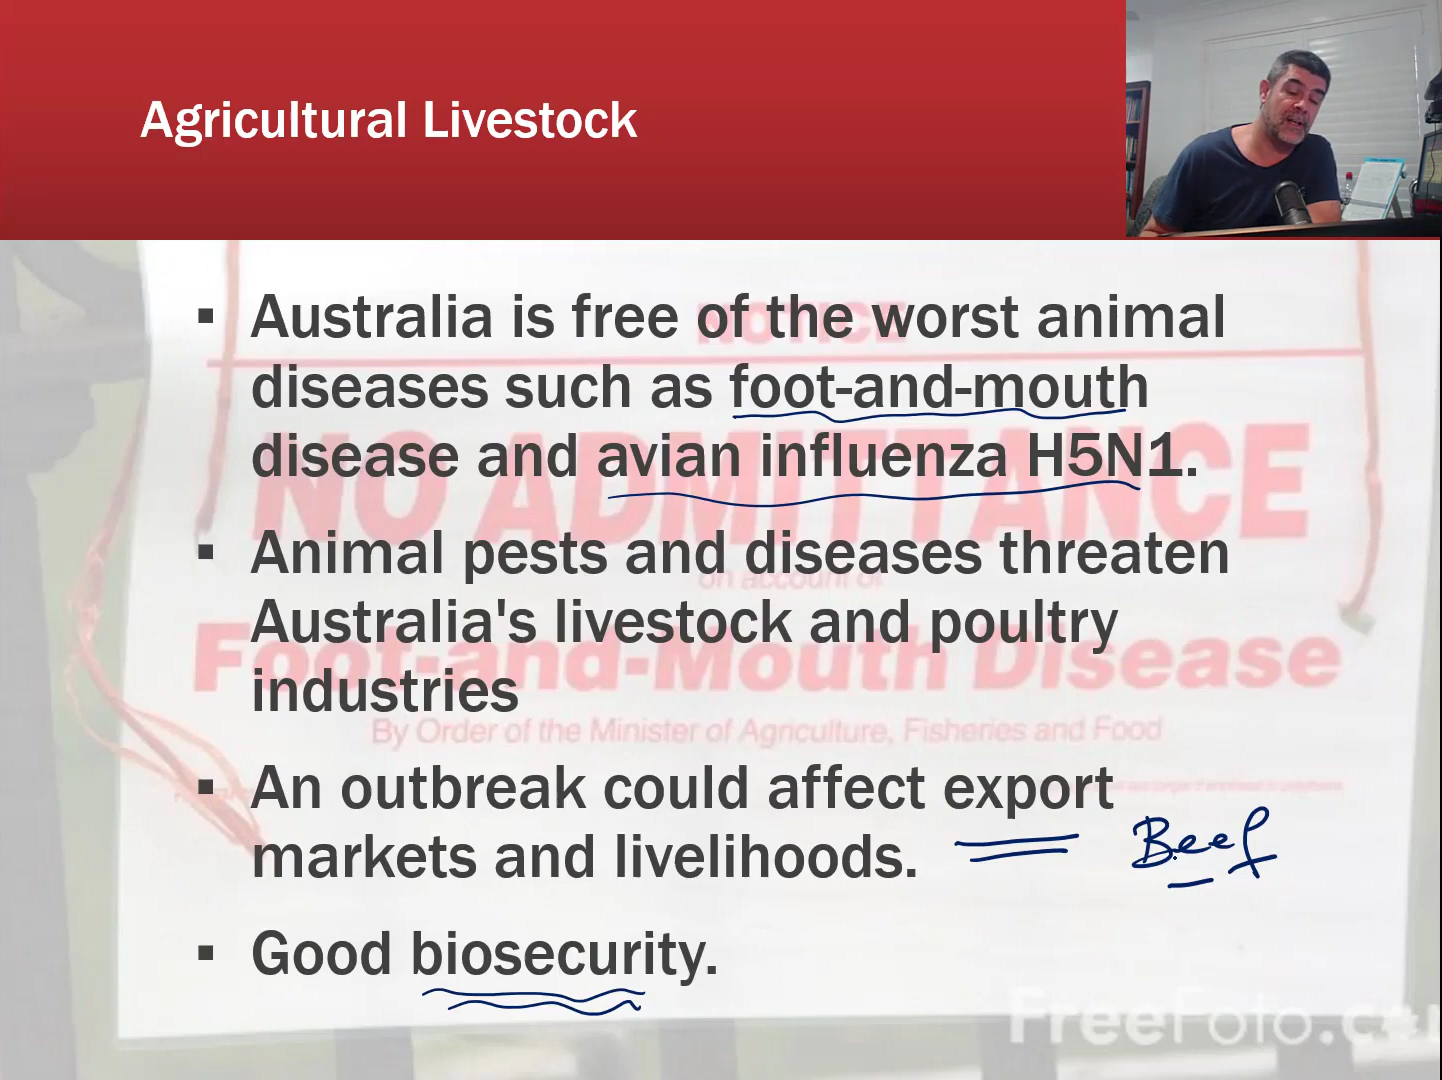 Agricultural Livestock
▪ Australia is free of the worst animal
diseases such as foot-and-mouth
disease and avian influenza H5N1.
▪ Animal pests and diseases threaten
Australia's livestock and poultry
industries
▪ An outbreak could affect export
markets and livelihoods.
Beef
▪ Good biosecurity.
NOTICE
NO ADMITTANCE
on account of
Foot-and-Mouth Disease
By Order of the Minister of Agriculture, Fisheries and Food